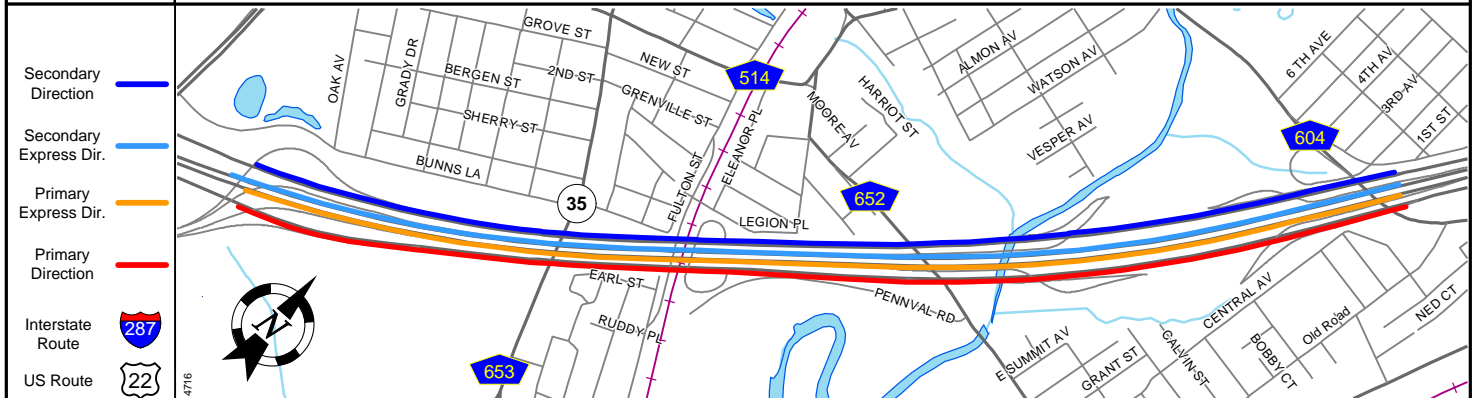 Secondary
Direction
Secondary
Express Dir.
Primary
Express Dir.
Primary
Direction
Interstate
Route
287
US Route
22
4716
N
OAK AV
GRADY DR
GROVE ST
BERGEN ST
2ND ST
SHERRY ST
BUNNS LA
NEW ST
GRENVILLE ST
514
35
FULTON ST
ELEANOR PL
LEGION PL
MOORE AV
HARRIOT ST
652
ALMON AV
WATSON AV
VESPER AV
6 TH AVE
4TH AV
3RD AV
1ST ST
604
EARL ST
RUDDY PL
653
PENNVAL RD
E SUMMIT AV
GRANT ST
CALVIN ST
CENTRAL AV
BOBBY CT
Old Road
NED CT